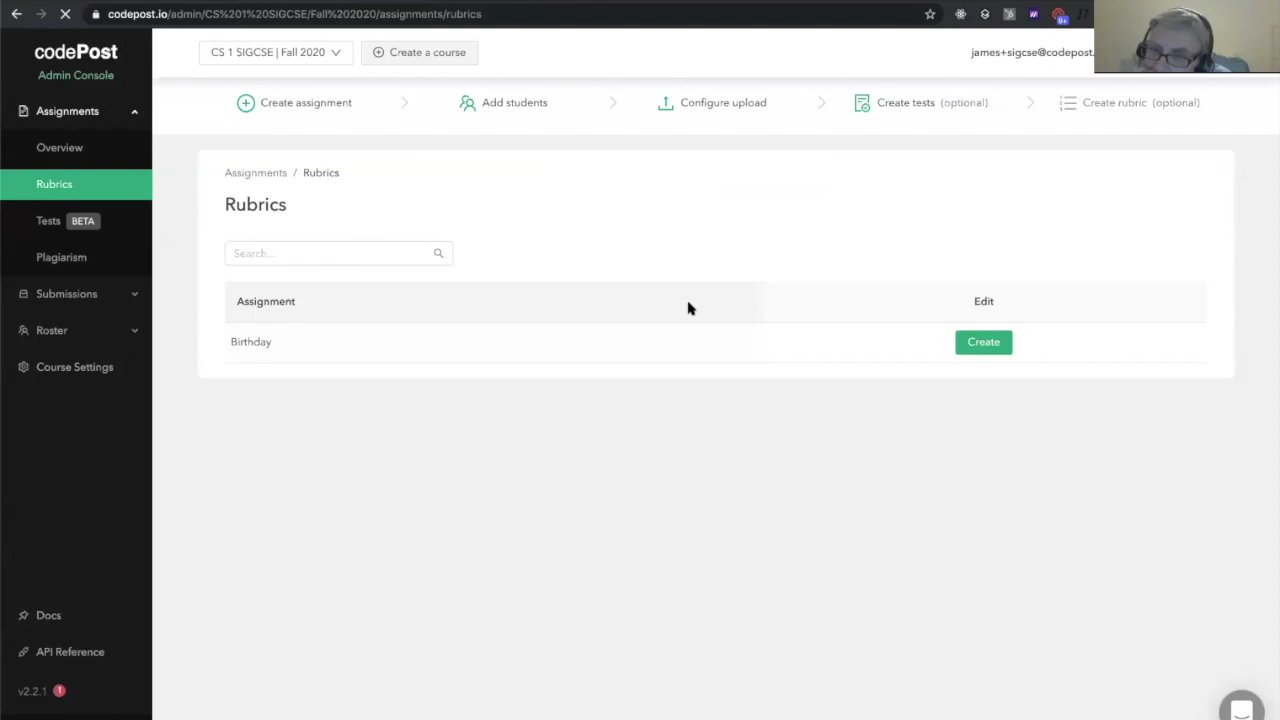 codepost.io/admin/CS%201%20SIGCSE/Fall%202020/assignments/rubrics
9+
codePost
Admin Console
CS 1 SIGCSE | Fall 2020
Create a course
james+sigcse@codepost.
Create assignment
Add students
Configure upload
Create tests (optional)
Create rubric (optional)
Assignments
Overview
Rubrics
Tests BETA
Plagiarism
Submissions
Roster
Course Settings
Docs
API Reference
v2.2.1 1
Assignments / Rubrics
Rubrics
Search...
Assignment Edit
Birthday Create